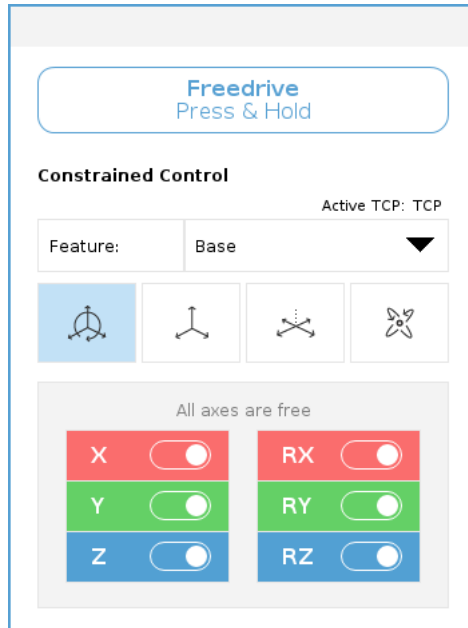 Freedrive
Press & Hold
Constrained Control
Active TCP: TCP
Feature: Base
All axes are free
X RX
Y RY
Z RZ